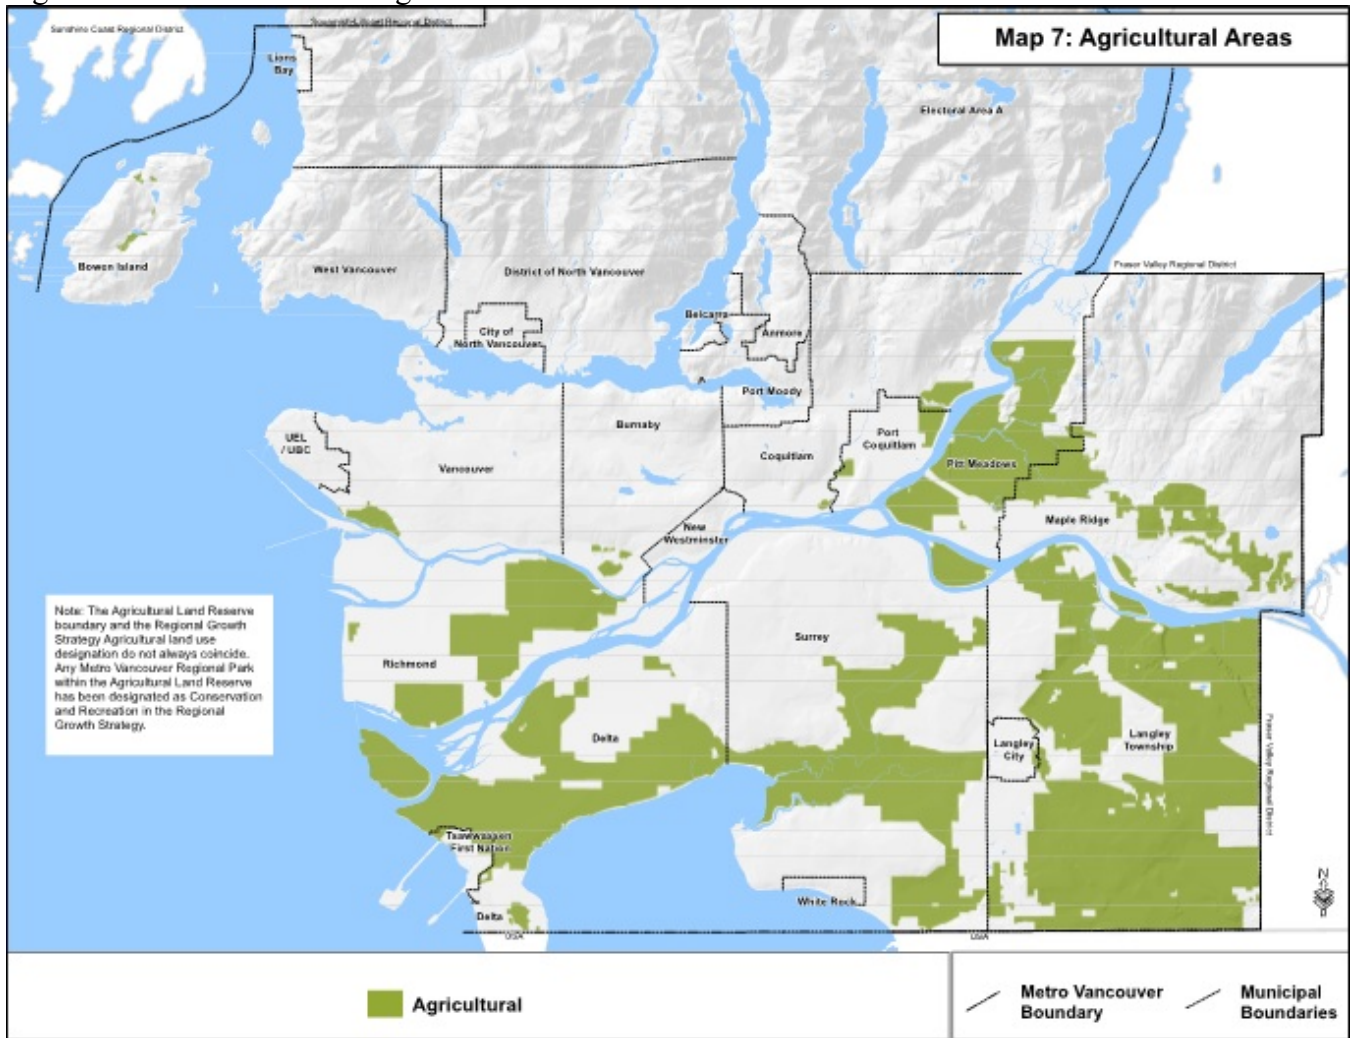 Map 7: Agricultural Areas
Sunshine Coast Regional District
Lions
Bay
Electoral Area A
Bowen Island
West Vancouver
District of North Vancouver
Fraser Valley Regional District
City of
North Vancouver
Belcarra
Anmore
A
Port Moody
UEL
/ UBC
Vancouver
Burnaby
Coquitlam
Port
Coquitlam
Pitt Meadows
Maple Ridge
New
Westminster
Note: The Agricultural Land Reserve
boundary and the Regional Growth
Strategy Agricultural land use
designation do not always coincide.
Any Metro Vancouver Regional Park
within the Agricultural Land Reserve
has been designated as Conservation
and Recreation in the Regional
Growth Strategy.
Richmond
Surrey
Delta
Langley
City
Langley
Township
Fraser Valley Regional District
Tsawwassen
First Nation
White Rock
Delta
USA
USA
N
Agricultural
Metro Vancouver
Boundary
Municipal
Boundaries